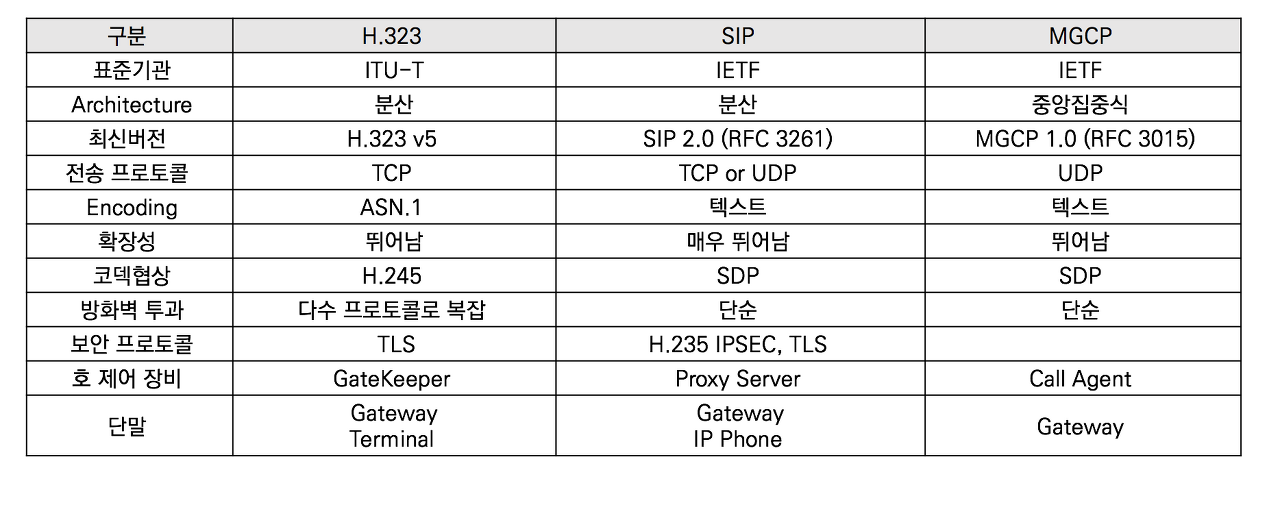 구분 H.323 SIP MGCP
표준기관 ITU-T IETF IETF
Architecture 분산 분산 중앙집중식
최신버전 H.323 v5 SIP 2.0 (RFC 3261) MGCP 1.0 (RFC 3015)
전송 프로토콜 TCP TCP or UDP UDP
Encoding ASN.1 텍스트 텍스트
확장성 뛰어남 매우 뛰어남 뛰어남
코덱협상 H.245 SDP SDP
방화벽 투과 다수 프로토콜로 복잡 단순 단순
보안 프로토콜 TLS H.235 IPSEC, TLS
호 제어 장비 GateKeeper Proxy Server Call Agent
단말 Gateway Gateway Gateway
Terminal IP Phone